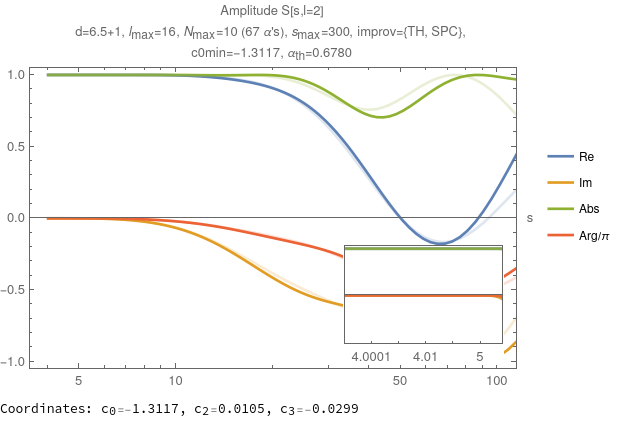 Amplitude S[s,l=2]
d=6.5+1, lmax=16, Nmax=10 (67 α's), smax=300, improv={TH, SPC},
c0min=-1.3117, αth=0.6780
1.0
0.5
0.0
-0.5
-1.0
s
Re
Im
Abs
Arg/π
4.0001 4.01 5
5 10 50 100
Coordinates: c0=-1.3117, c2=0.0105, c3=-0.0299